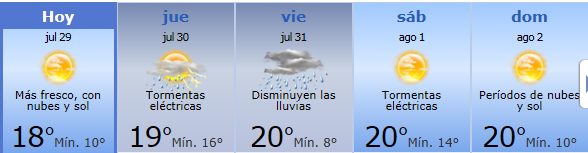 Hoy
jul 29
Más fresco, con
nubes y sol
18° Mín. 10°
jue
jul 30
Tormentas
eléctricas
19° Mín. 16°
vie
jul 31
Disminuyen las
lluvias
20° Mín. 8°
sáb
ago 1
Tormentas
eléctricas
20° Mín. 14°
dom
ago 2
Períodos de nubes
y sol
20° Mín. 10°